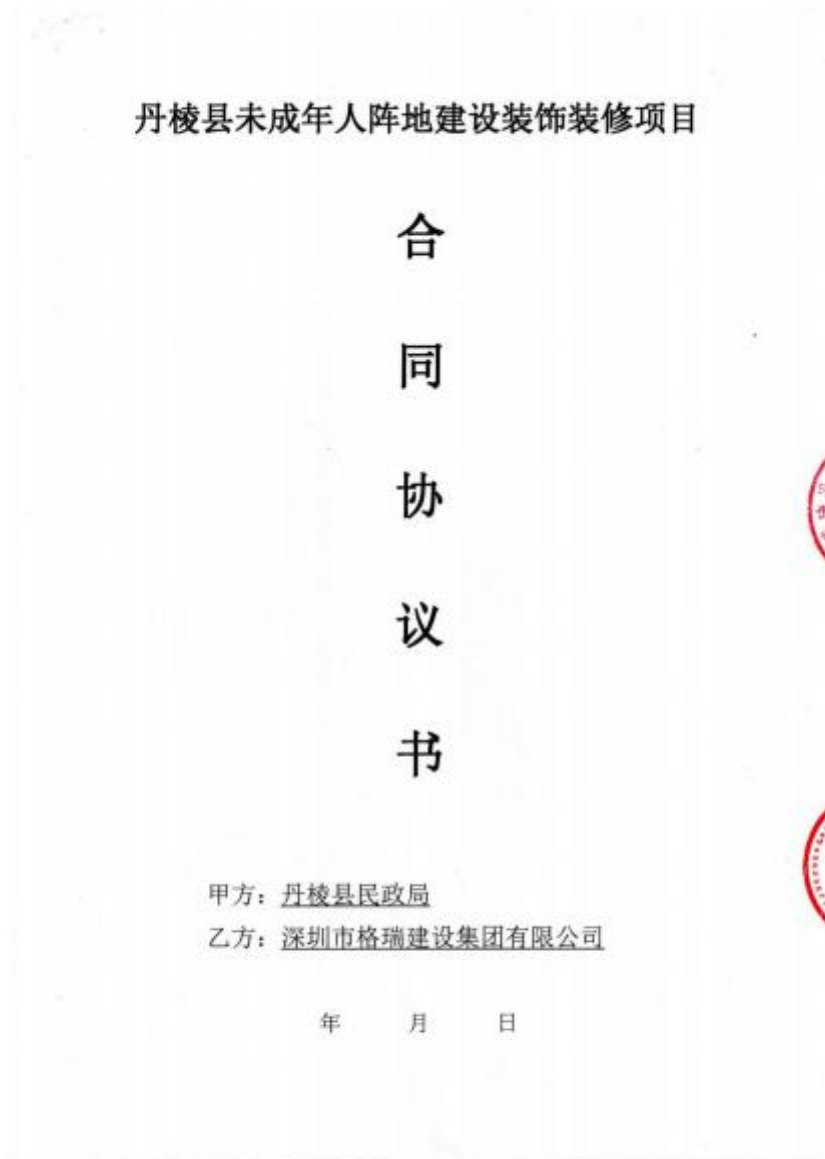 丹棱县未成年人阵地建设装饰装修项目
合
同
协
议
书
甲方：丹棱县民政局
乙方：深圳市格瑞建设集团有限公司
年 月 日